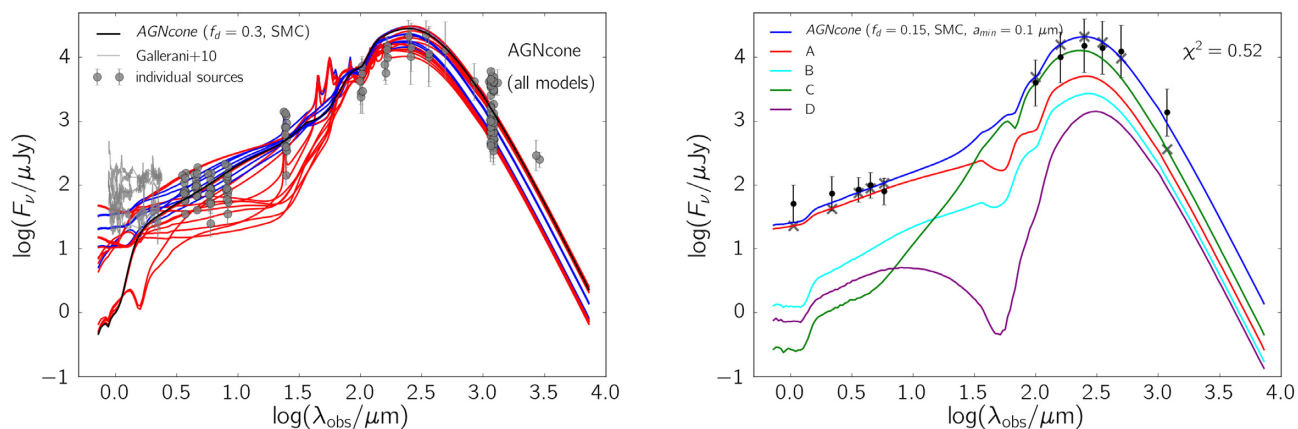 AGNcone (f_d = 0.3, SMC)
Gallerani+10
individual sources
AGNcone
(all models)
log(F_ν/μJy)
4
3
2
1
0
−1
0.0 0.5 1.0 1.5 2.0 2.5 3.0 3.5 4.0
log(λ_obs/μm)
AGNcone (f_d = 0.15, SMC, a_min = 0.1 μm)
A
B
C
D
χ² = 0.52
log(F_ν/μJy)
4
3
2
1
0
−1
0.0 0.5 1.0 1.5 2.0 2.5 3.0 3.5 4.0
log(λ_obs/μm)